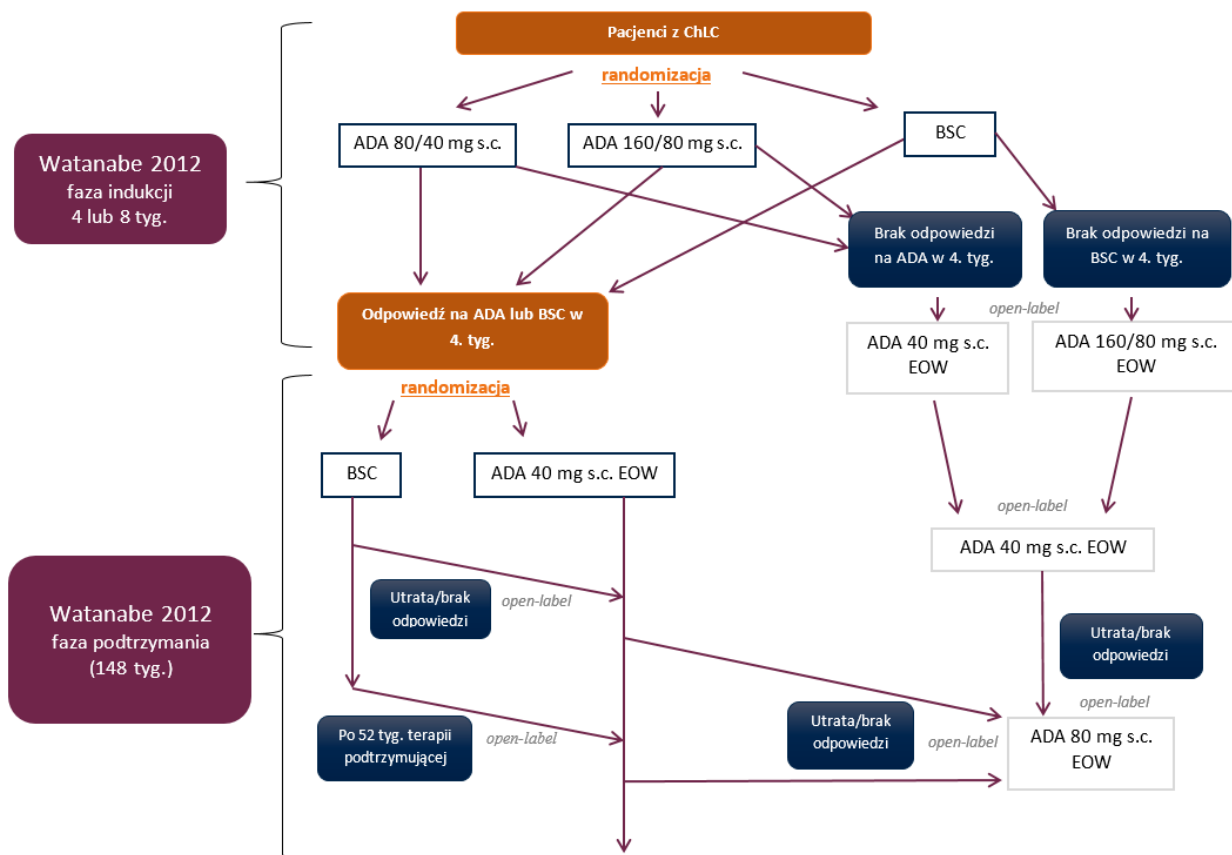 Pacjenci z ChLC
randomizacja
ADA 80/40 mg s.c.
ADA 160/80 mg s.c.
BSC
Watanabe 2012
faza indukcji
4 lub 8 tyg.
Brak odpowiedzi
na ADA w 4. tyg.
Brak odpowiedzi na
BSC w 4. tyg.
Odpowiedź na ADA lub BSC w
4. tyg.
open-label
ADA 40 mg s.c.
EOW
ADA 160/80 mg s.c.
EOW
randomizacja
BSC
ADA 40 mg s.c. EOW
open-label
ADA 40 mg s.c. EOW
Watanabe 2012
faza podtrzymania
(148 tyg.)
Utrata/brak
odpowiedzi
open-label
Utrata/brak
odpowiedzi
open-label
Po 52 tyg. terapii
podtrzymującej
open-label
Utrata/brak
odpowiedzi
open-label
ADA 80 mg s.c.
EOW